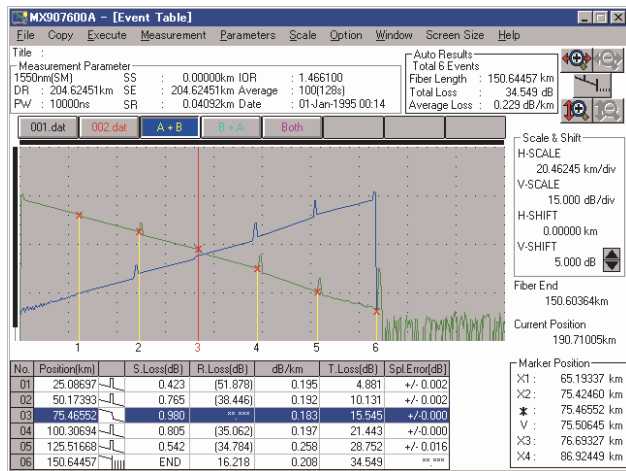 MX907600A - [Event Table]
File Copy Execute Measurement Parameters Scale Option Window Screen Size Help
Title :
Measurement Parameter
1550nm(SM) SS : 0.00000km IOR : 1.466100
DR : 204.62451km SE : 204.62451km Average : 100(128s)
PW : 10000ns SR : 0.04092km Date : 01-Jan-1995 00:14
Auto Results
Total 6 Events
Fiber Length : 150.64457 km
Total Loss : 34.549 dB
Average Loss : 0.229 dB/km
001.dat 002.dat A + B B + A Both
Scale & Shift
H-SCALE
20.46245 km/div
V-SCALE
15.000 dB/div
H-SHIFT
0.00000 km
V-SHIFT
5.000 dB
Fiber End
150.60364km
Current Position
190.71005km
1 2 3 4 5 6
No. Position(km) S.Loss(dB) R.Loss(dB) dB/km T.Loss(dB) Spl.Error(dB)
01 25.08697 0.423 (51.878) 0.195 4.881 +/-0.002
02 50.17393 0.765 (38.446) 0.192 10.131 +/-0.002
03 75.46552 0.980 **.*** 0.183 15.545 +/-0.000
04 100.30694 0.805 (35.062) 0.197 21.443 +/-0.000
05 125.51668 0.542 (34.784) 0.258 28.752 +/-0.016
06 150.64457 END 16.218 0.208 34.549 **.***
Marker Position
X1 : 65.19337 km
X2 : 75.42460 km
* : 75.46552 km
V : 75.50645 km
X3 : 76.69327 km
X4 : 86.92449 km